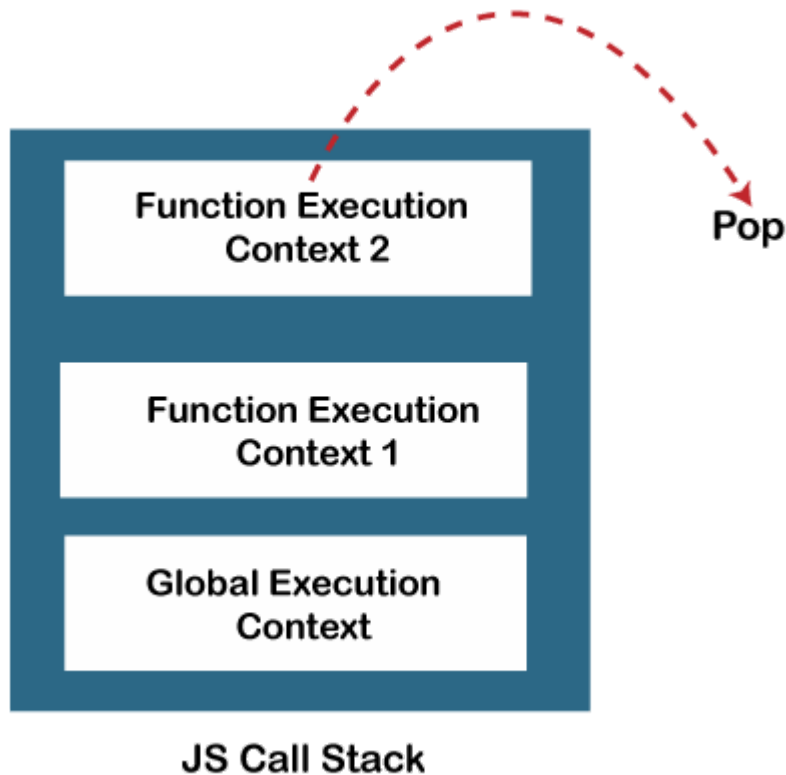 Function Execution
Context 2
Pop
Function Execution
Context 1
Global Execution
Context
JS Call Stack